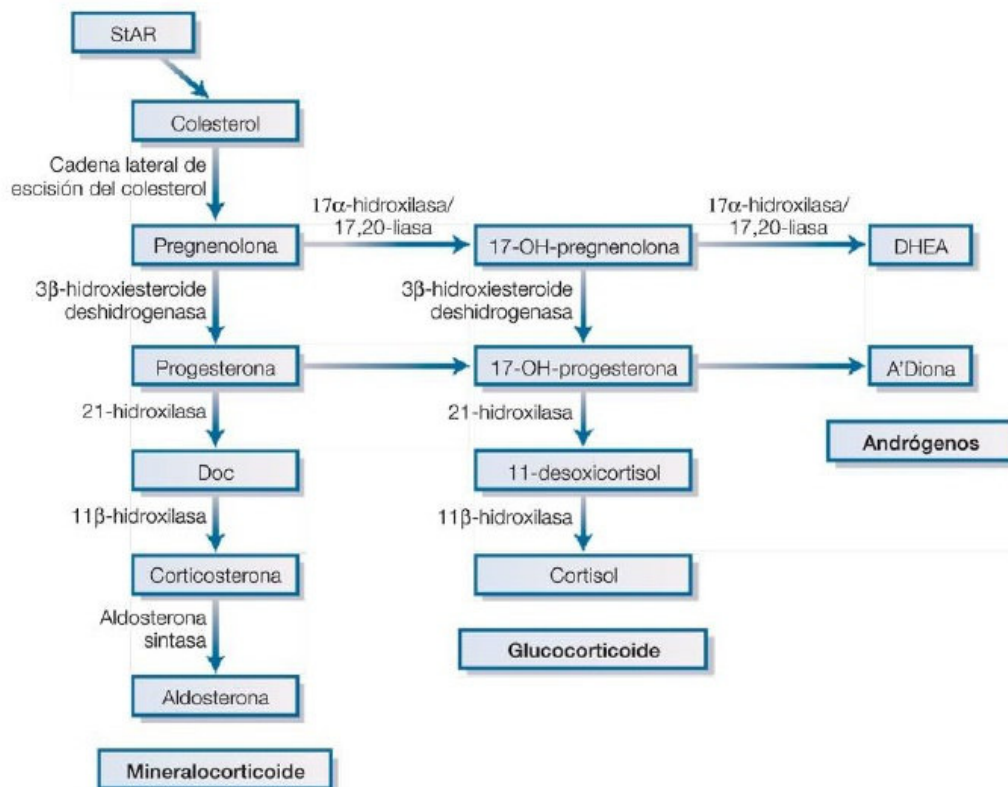 StAR
Colesterol
Cadena lateral de
escisión del colesterol
17α-hidroxilasa/
17,20-liasa
17α-hidroxilasa/
17,20-liasa
Pregnenolona
17-OH-pregnenolona
DHEA
3β-hidroxiesteroide
deshidrogenasa
3β-hidroxiesteroide
deshidrogenasa
Progesterona
17-OH-progesterona
A'Diona
21-hidroxilasa
21-hidroxilasa
Andrógenos
Doc
11-desoxicortisol
11β-hidroxilasa
11β-hidroxilasa
Corticosterona
Cortisol
Aldosterona
sintasa
Glucocorticoide
Aldosterona
Mineralocorticoide